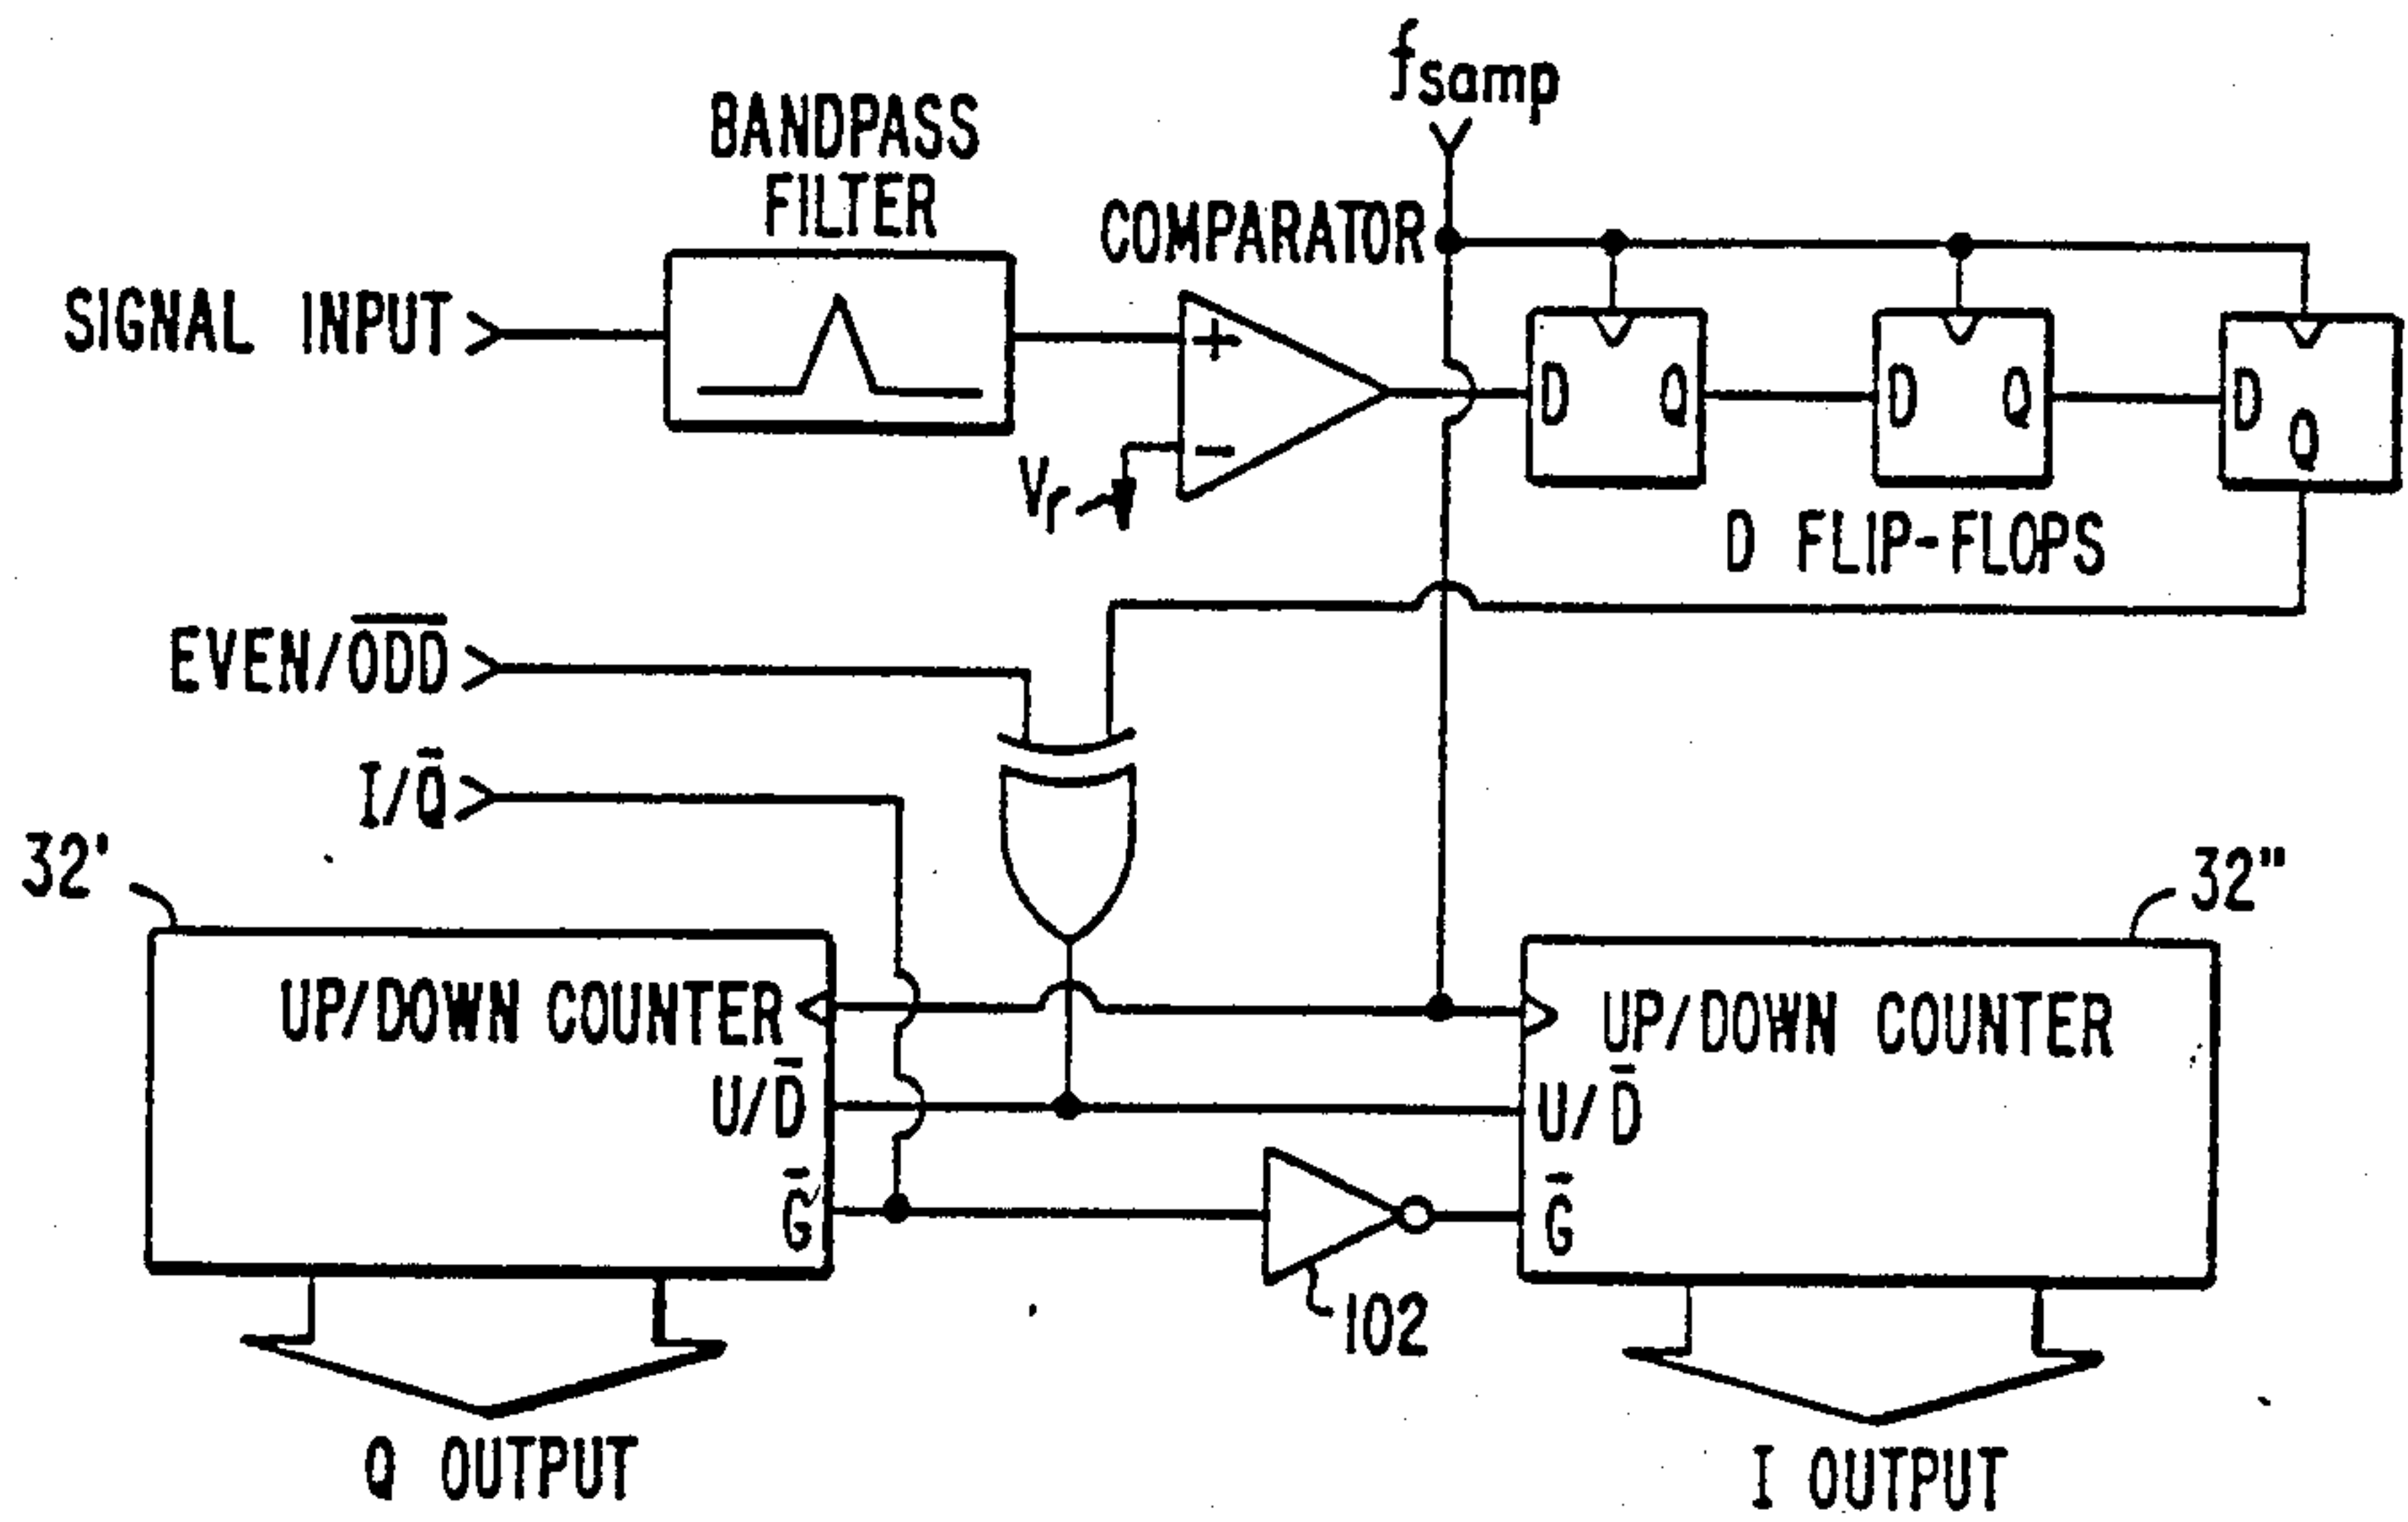 fsamp
BANDPASS
FILTER
COMPARATOR
SIGNAL INPUT
+
−
Vr
D Q
D Q
D Q
D FLIP-FLOPS
EVEN/O̅D̅D̅
I/Q̅
32'
32"
UP/DOWN COUNTER
U/D̅
G̅
UP/DOWN COUNTER
U/D̅
G̅
102
Q OUTPUT
I OUTPUT